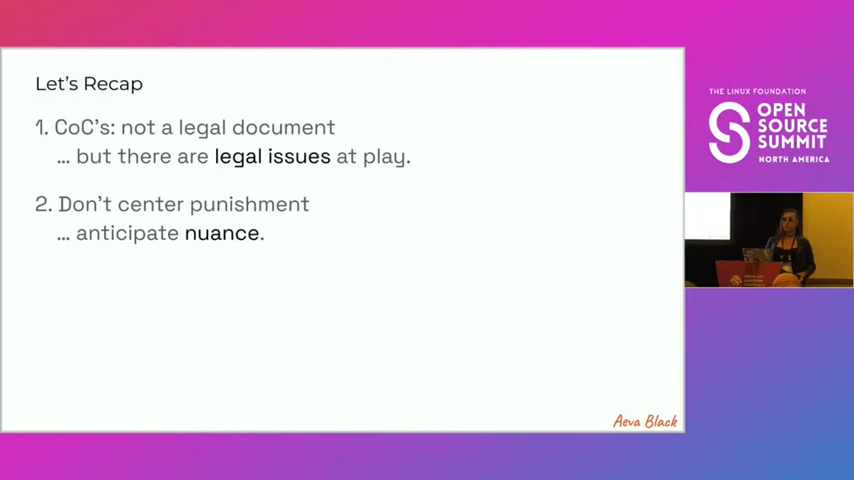 Let's Recap
1. CoC's: not a legal document
... but there are legal issues at play.
2. Don't center punishment
... anticipate nuance.
Aeva Black
THE LINUX FOUNDATION
OPEN
SOURCE
SUMMIT
NORTH AMERICA